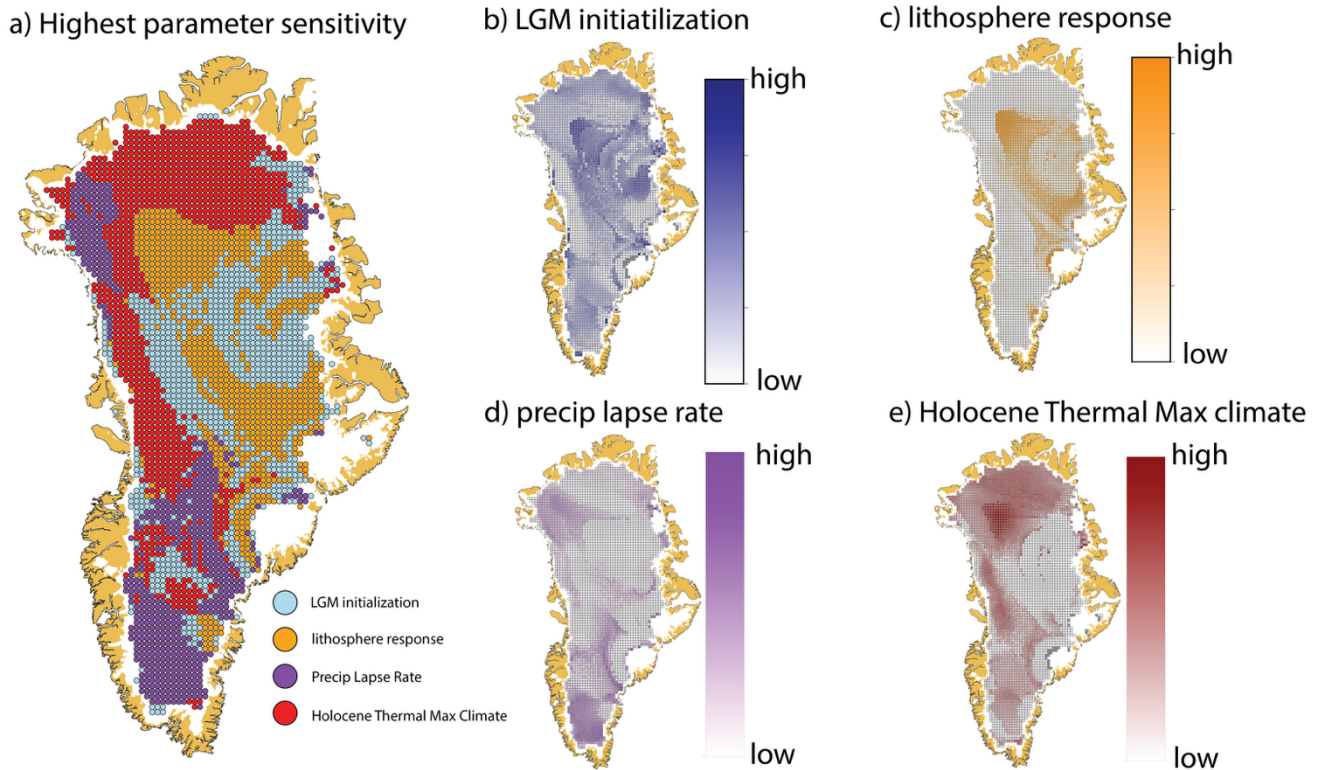 a) Highest parameter sensitivity
b) LGM initiatilization
c) lithosphere response
high
low
high
low
LGM initialization
lithosphere response
Precip Lapse Rate
Holocene Thermal Max Climate
d) precip lapse rate
high
low
e) Holocene Thermal Max climate
high
low